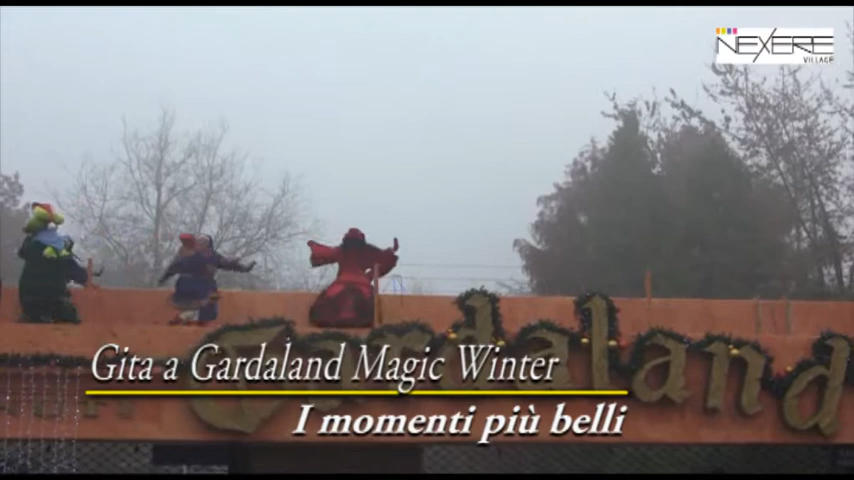 NEXERE
VILLAGE
Gita a Gardaland Magic Winter
Gardaland
I momenti più belli